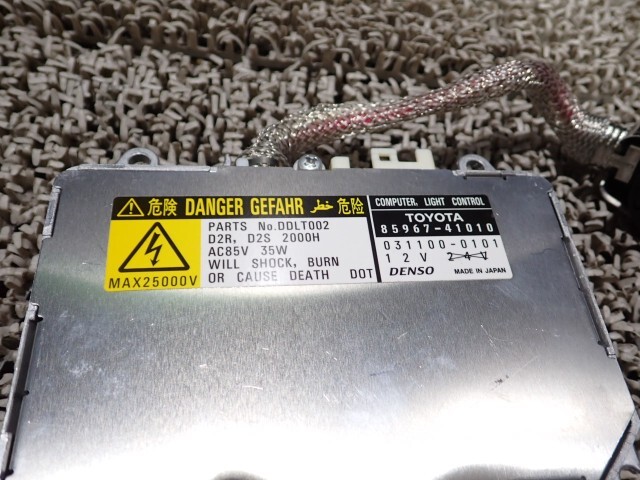 危険 DANGER GEFAHR خطر 危险
PARTS No.DDLT002
D2R, D2S 2000H
AC85V 35W
WILL SHOCK, BURN
OR CAUSE DEATH DOT
MAX25000V
COMPUTER, LIGHT CONTROL
TOYOTA
85967-41010
031100-0101
12V
DENSO MADE IN JAPAN